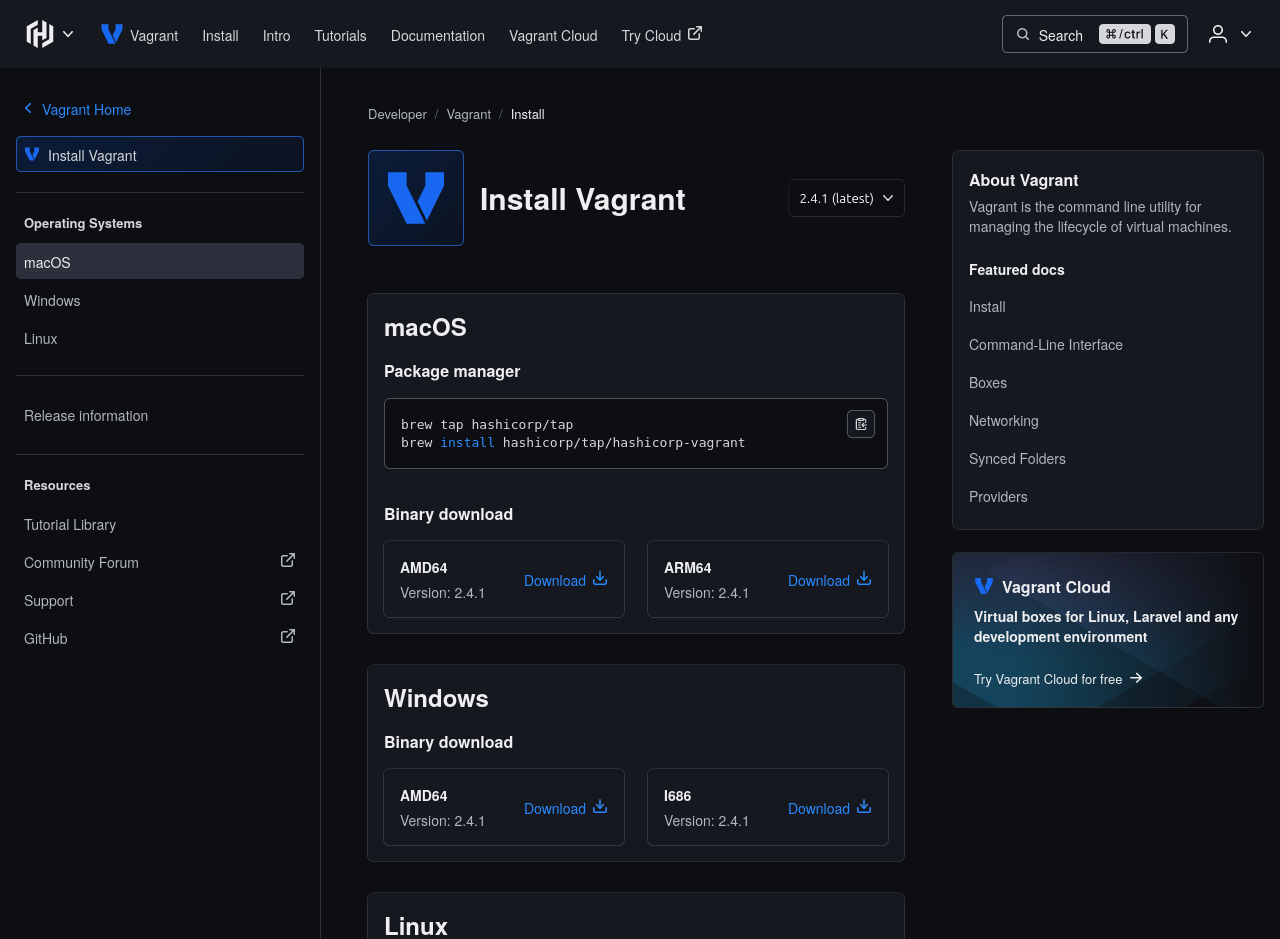 Vagrant Install Intro Tutorials Documentation Vagrant Cloud Try Cloud Search ⌘/ctrl K
Vagrant Home
Install Vagrant
Operating Systems
macOS
Windows
Linux
Release information
Resources
Tutorial Library
Community Forum
Support
GitHub
Developer / Vagrant / Install
Install Vagrant
2.4.1 (latest)
macOS
Package manager
brew tap hashicorp/tap
brew install hashicorp/tap/hashicorp-vagrant
Binary download
AMD64
Version: 2.4.1
Download
ARM64
Version: 2.4.1
Download
Windows
Binary download
AMD64
Version: 2.4.1
Download
I686
Version: 2.4.1
Download
Linux
About Vagrant
Vagrant is the command line utility for
managing the lifecycle of virtual machines.
Featured docs
Install
Command-Line Interface
Boxes
Networking
Synced Folders
Providers
Vagrant Cloud
Virtual boxes for Linux, Laravel and any
development environment
Try Vagrant Cloud for free